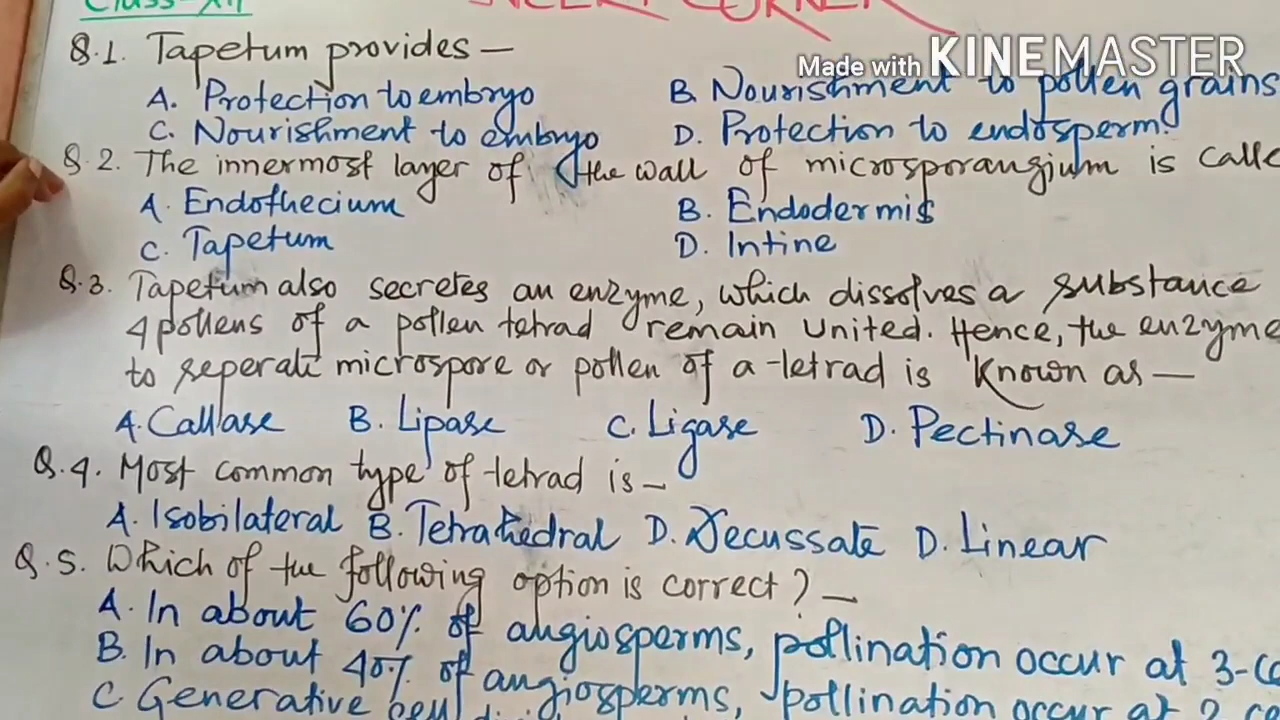 Class-XII NCERT CORNER
Made with KINEMASTER
Q.1. Tapetum provides —
A. Protection to embryo B. Nourishment to pollen grains
C. Nourishment to embryo D. Protection to endosperm.
Q.2. The innermost layer of the wall of microsporangium is calle
A. Endothecium B. Endodermis
C. Tapetum D. Intine
Q.3. Tapetum also secretes an enzyme, which dissolves a substance
4 pollens of a pollen tetrad remain united. Hence, the enzyme
to seperate microspore or pollen of a tetrad is known as —
A. Callase B. Lipase C. Ligase D. Pectinase
Q.4. Most common type of tetrad is —
A. Isobilateral B. Tetrahedral D. Decussate D. Linear
Q.5. Which of the following option is correct? —
A. In about 60% of angiosperms, pollination occur at 3-ce
B. In about 40% of angiosperms, pollination occur at 2 ce
C. Generative cell